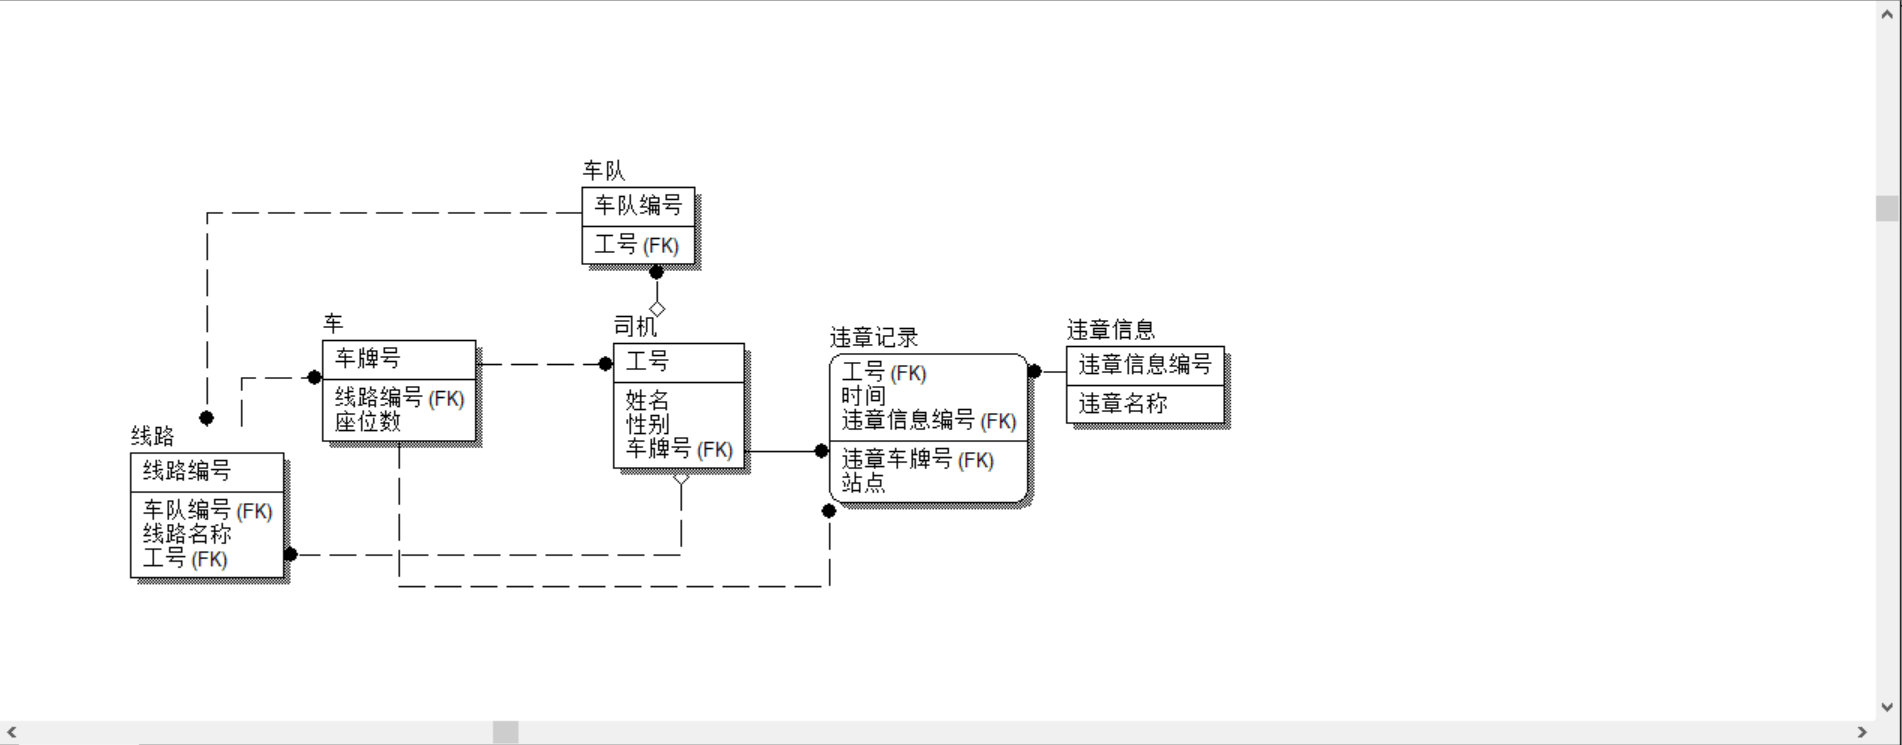 车队
车队编号
工号 (FK)
车
车牌号
线路编号 (FK)
座位数
司机
工号
姓名
性别
车牌号 (FK)
违章记录
工号 (FK)
时间
违章信息编号 (FK)
违章车牌号 (FK)
站点
违章信息
违章信息编号
违章名称
线路
线路编号
车队编号 (FK)
线路名称
工号 (FK)